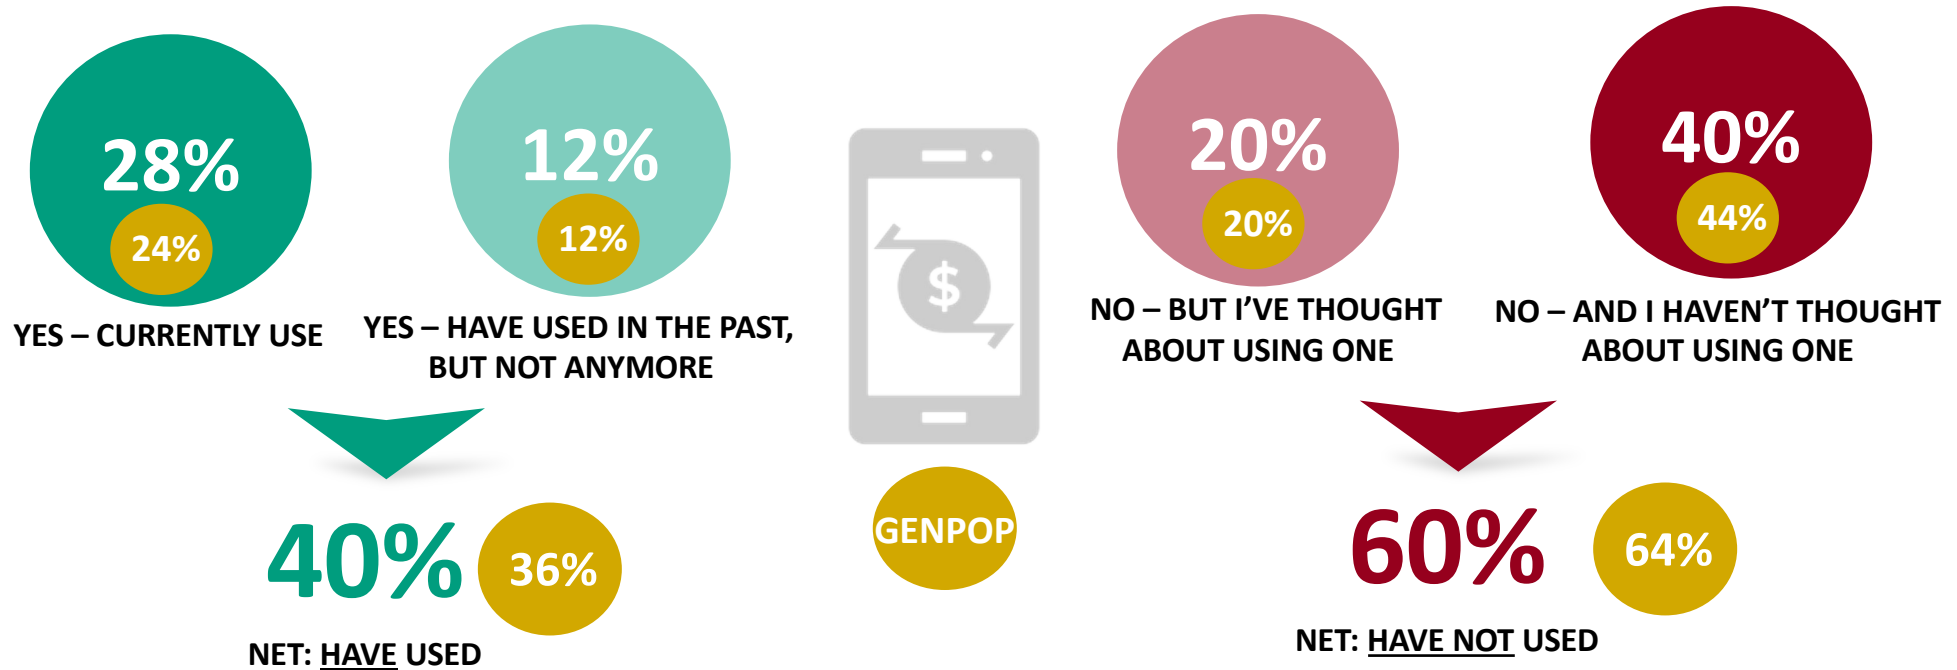 28%
24%
YES – CURRENTLY USE
12%
12%
YES – HAVE USED IN THE PAST,
BUT NOT ANYMORE
40%
36%
NET: HAVE USED
$
GENPOP
20%
20%
NO – BUT I'VE THOUGHT
ABOUT USING ONE
40%
44%
NO – AND I HAVEN'T THOUGHT
ABOUT USING ONE
60%
64%
NET: HAVE NOT USED